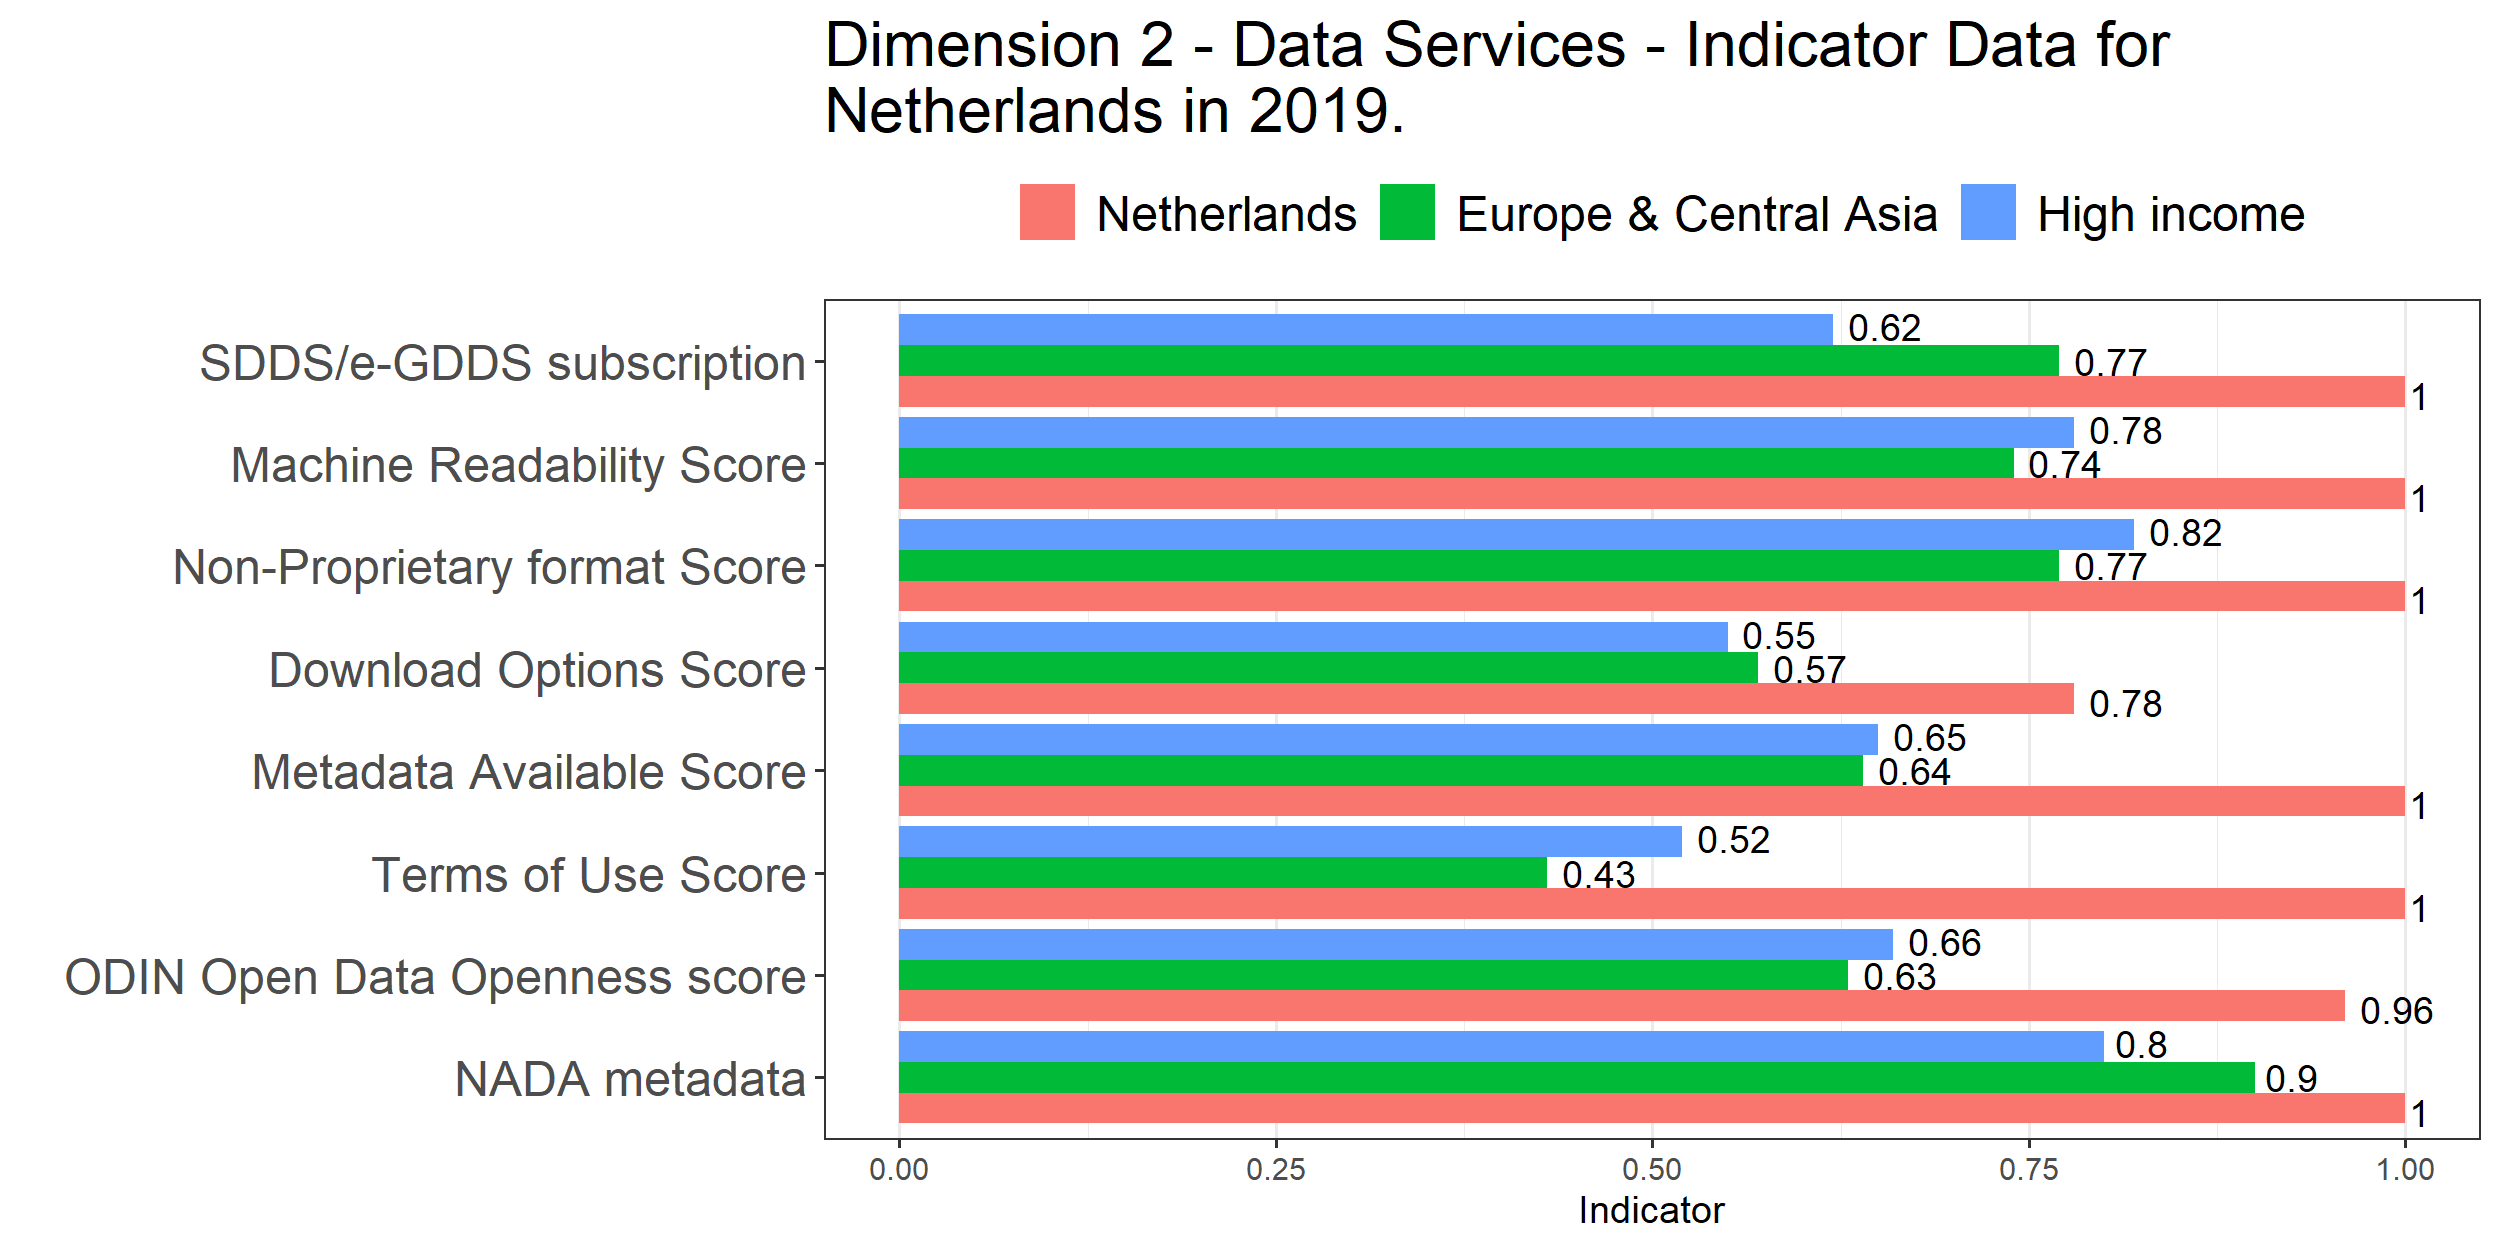 Dimension 2 - Data Services - Indicator Data for
Netherlands in 2019.
Netherlands
Europe & Central Asia
High income
SDDS/e-GDDS subscription
0.62
0.77
1
Machine Readability Score
0.78
0.74
1
Non-Proprietary format Score
0.82
0.77
1
Download Options Score
0.55
0.57
0.78
Metadata Available Score
0.65
0.64
1
Terms of Use Score
0.52
0.43
1
ODIN Open Data Openness score
0.66
0.63
0.96
NADA metadata
0.8
0.9
1
0.00
0.25
0.50
0.75
1.00
Indicator